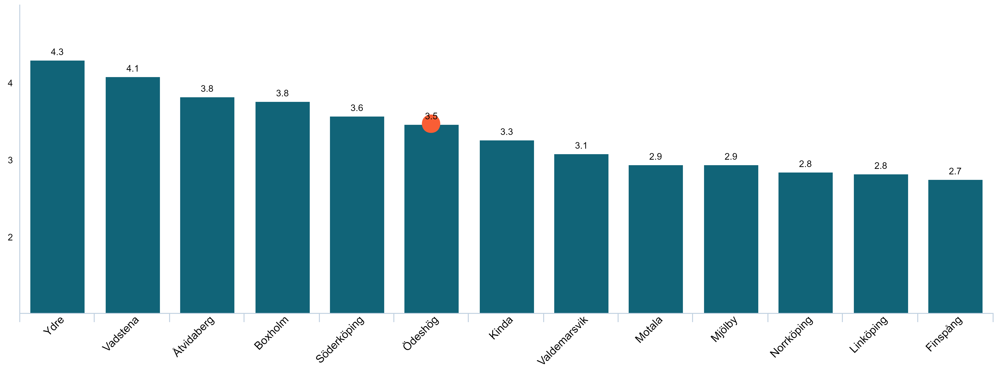 4.3
4.1
3.8
3.8
3.6
3.5
3.3
3.1
2.9
2.9
2.8
2.8
2.7
4
3
2
Ydre
Vadstena
Åtvidaberg
Boxholm
Söderköping
Ödeshög
Kinda
Valdemarsvik
Motala
Mjölby
Norrköping
Linköping
Finspång